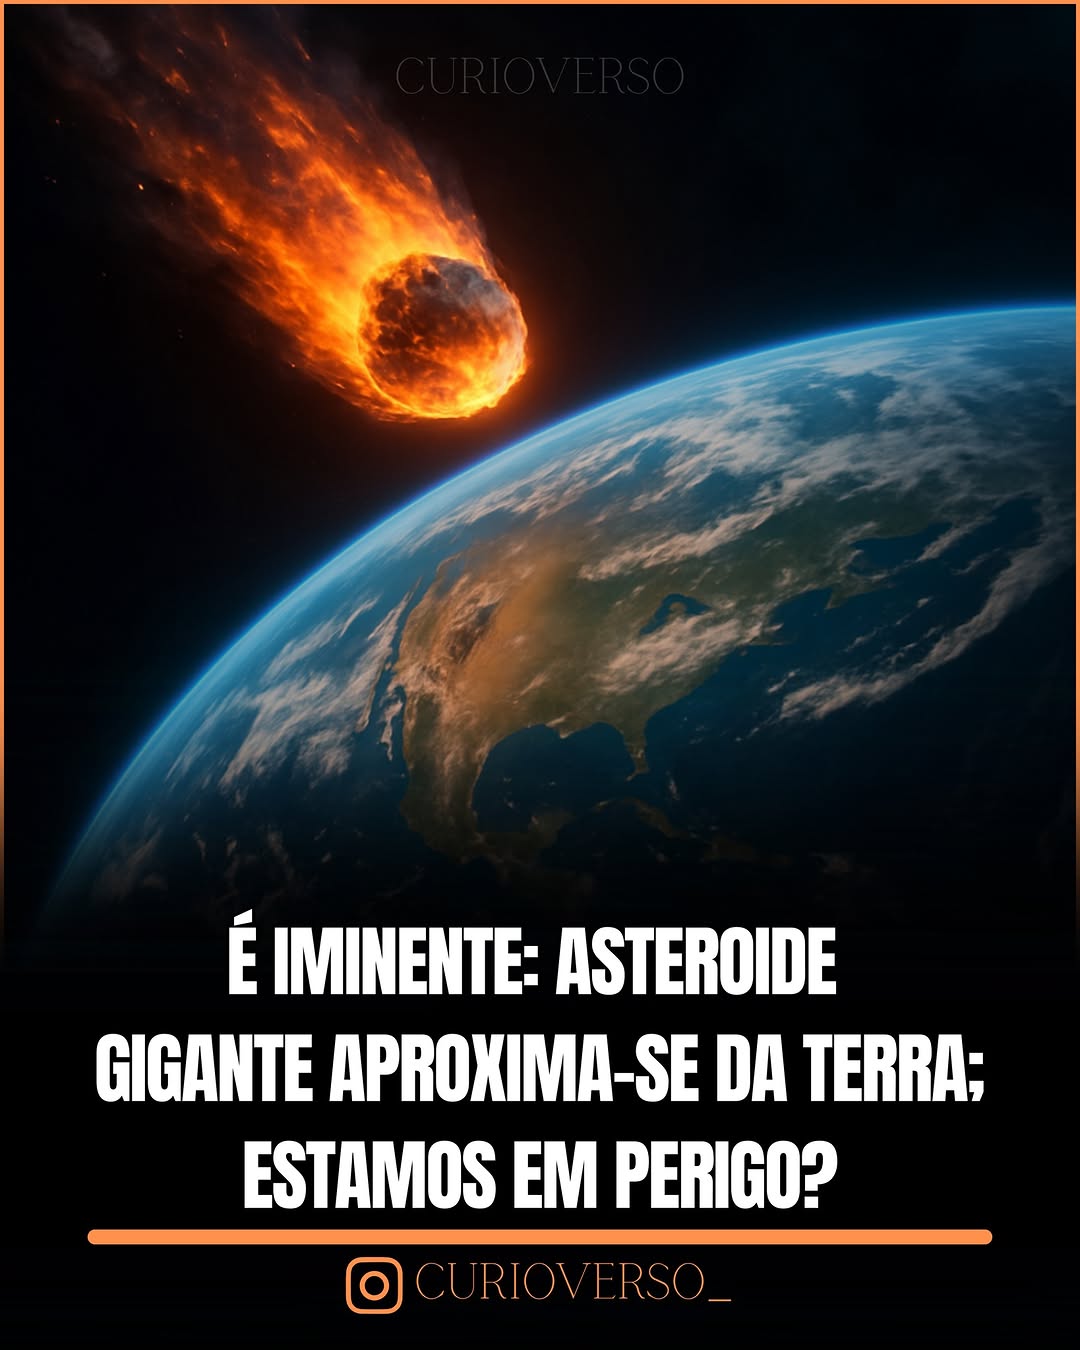 CURIOVERSO
É IMINENTE: ASTEROIDE
GIGANTE APROXIMA-SE DA TERRA;
ESTAMOS EM PERIGO?
CURIOVERSO_